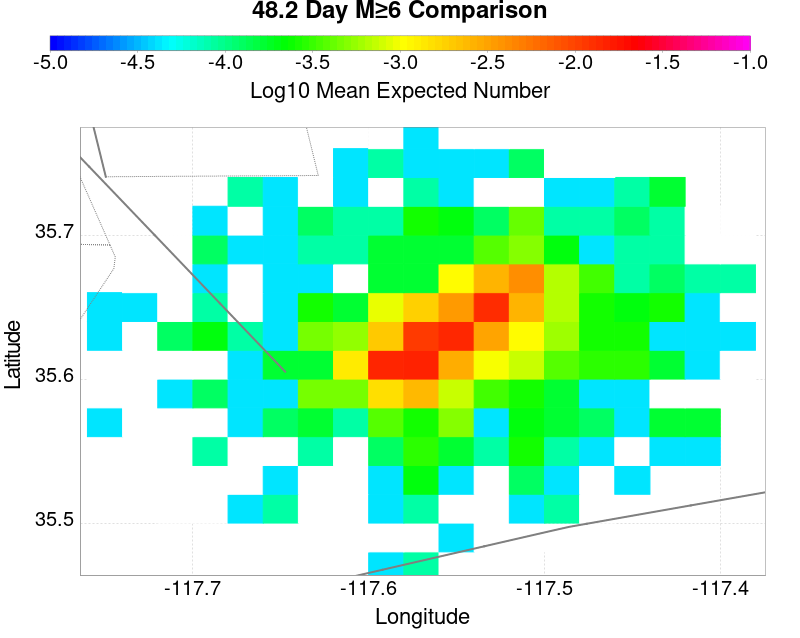 48.2 Day M≥6 Comparison
-5.0 -4.5 -4.0 -3.5 -3.0 -2.5 -2.0 -1.5 -1.0
Log10 Mean Expected Number
35.7
35.6
35.5
Latitude
-117.7 -117.6 -117.5 -117.4
Longitude